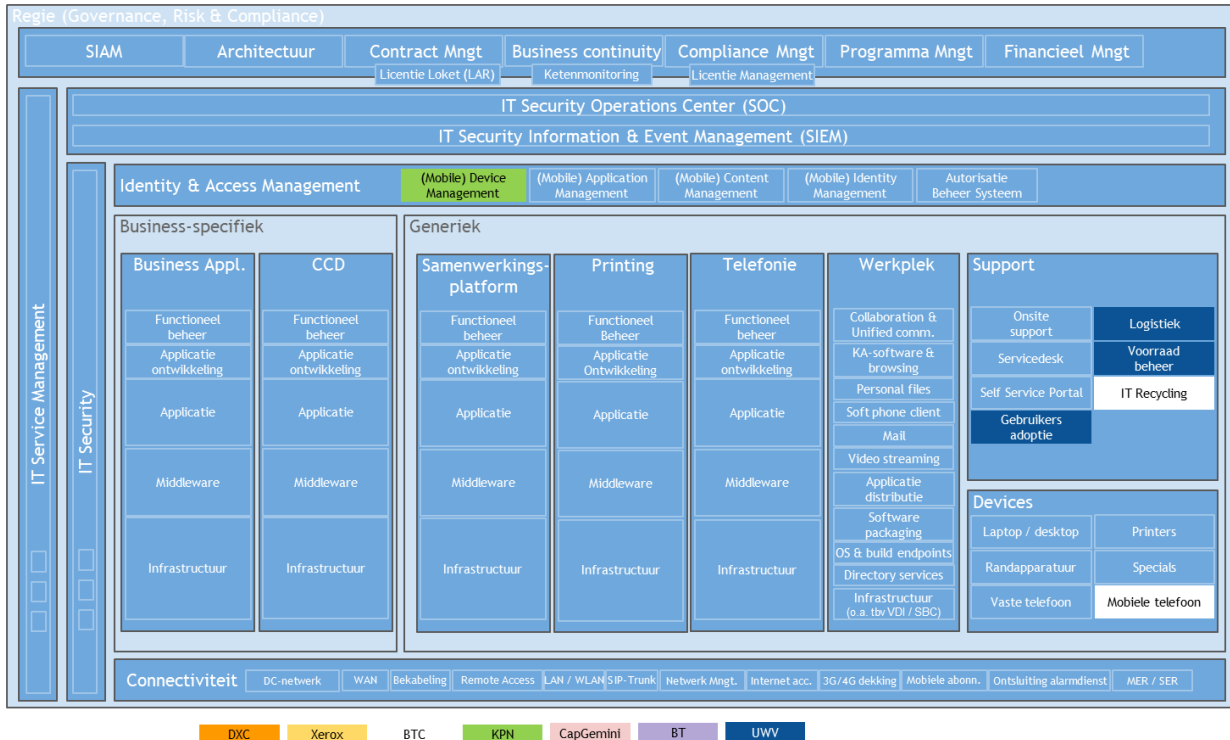 Regie (Governance, Risk & Compliance)
SIAM
Architectuur
Contract Mngt
Business continuity
Compliance Mngt
Programma Mngt
Financieel Mngt
Licentie Loket (LAR)
Ketenmonitoring
Licentie Management
IT Service Management
IT Security Operations Center (SOC)
IT Security Information & Event Management (SIEM)
IT Security
Identity & Access Management
(Mobile) Device
Management
(Mobile) Application
Management
(Mobile) Content
Management
(Mobile) Identity
Management
Autorisatie
Beheer Systeem
Business-specifiek
Business Appl.
Functioneel
beheer
Applicatie
ontwikkeling
Applicatie
Middleware
Infrastructuur
CCD
Functioneel
beheer
Applicatie
ontwikkeling
Applicatie
Middleware
Infrastructuur
Generiek
Samenwerkings-
platform
Functioneel
beheer
Applicatie
ontwikkeling
Applicatie
Middleware
Infrastructuur
Printing
Functioneel
Beheer
Applicatie
Ontwikkeling
Applicatie
Middleware
Infrastructuur
Telefonie
Functioneel
beheer
Applicatie
ontwikkeling
Applicatie
Middleware
Infrastructuur
Werkplek
Collaboration &
Unified comm.
KA-software &
browsing
Personal files
Soft phone client
Mail
Video streaming
Applicatie
distributie
Software
packaging
OS & build endpoints
Directory services
Infrastructuur
(o.a. tbv VDI / SBC)
Support
Onsite
support
Logistiek
Servicedesk
Voorraad
beheer
Self Service Portal
IT Recycling
Gebruikers
adoptie
Devices
Laptop / desktop
Printers
Randapparatuur
Specials
Vaste telefoon
Mobiele telefoon
Connectiviteit
DC-netwerk
WAN
Bekabeling
Remote Access
LAN / WLAN
SIP-Trunk
Netwerk Mngt.
Internet acc.
3G/4G dekking
Mobiele abonn.
Ontsluiting alarmdienst
MER / SER
DXC
Xerox
BTC
KPN
CapGemini
BT
UWV